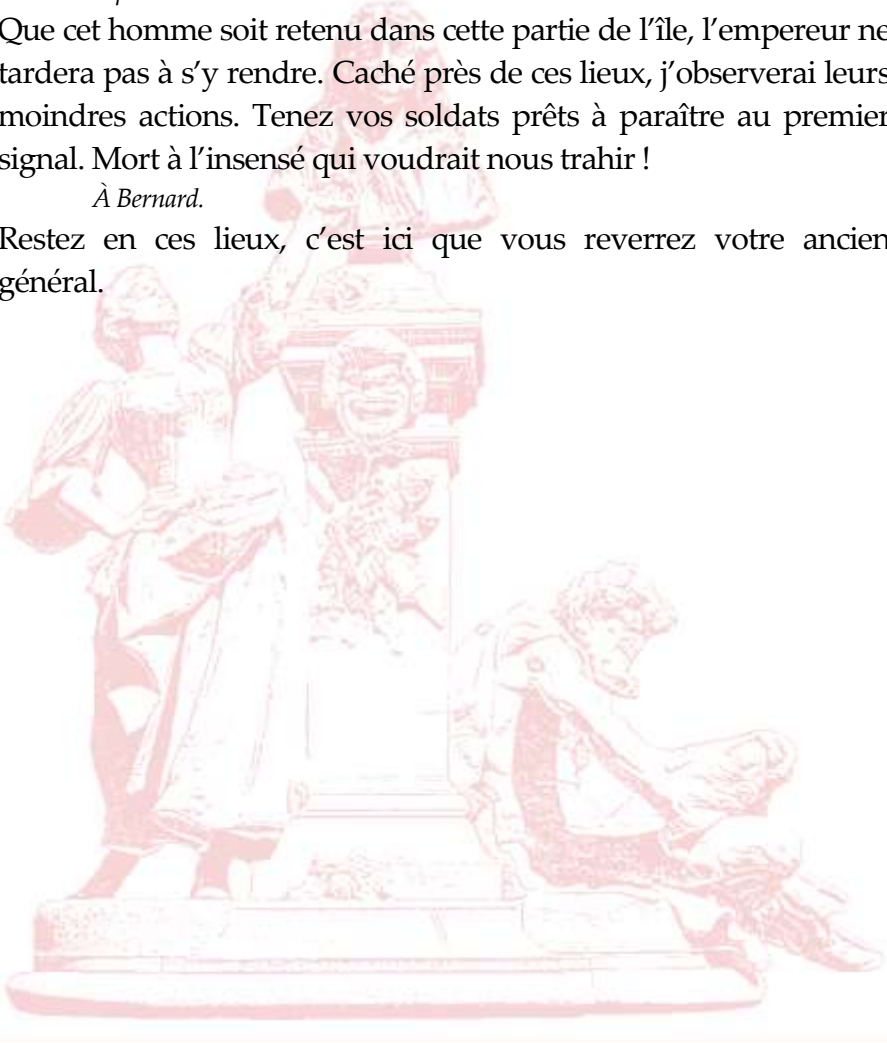 Que cet homme soit retenu dans cette partie de l’île, l’empereur ne
tardera pas à s’y rendre. Caché près de ces lieux, j’observerai leurs
moindres actions. Tenez vos soldats prêts à paraître au premier
signal. Mort à l’insensé qui voudrait nous trahir !
À Bernard.
Restez en ces lieux, c’est ici que vous reverrez votre ancien
général.